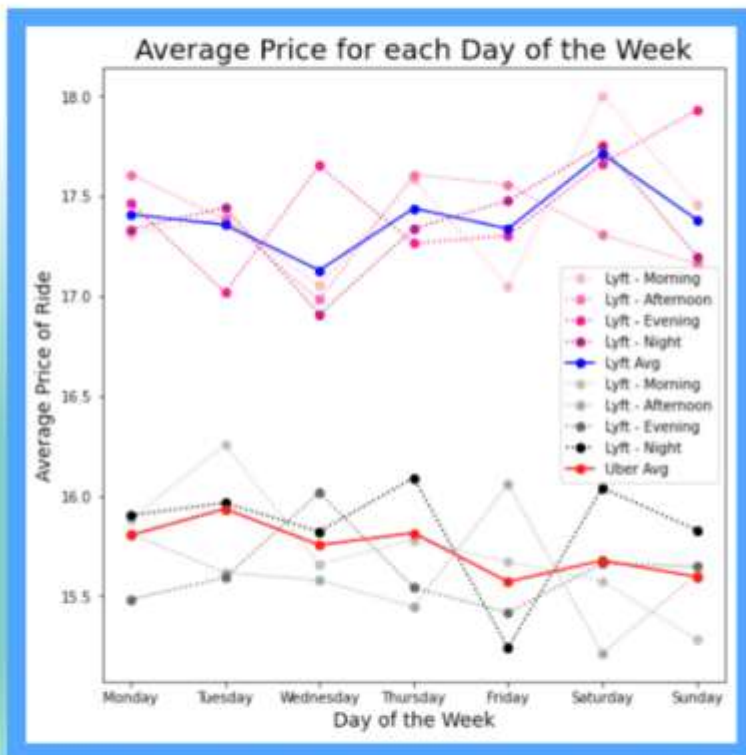 Average Price for each Day of the Week
18.0
17.5
17.0
16.5
16.0
15.5
Average Price of Ride
Lyft - Morning
Lyft - Afternoon
Lyft - Evening
Lyft - Night
Lyft Avg
Lyft - Morning
Lyft - Afternoon
Lyft - Evening
Lyft - Night
Uber Avg
Monday Tuesday Wednesday Thursday Friday Saturday Sunday
Day of the Week